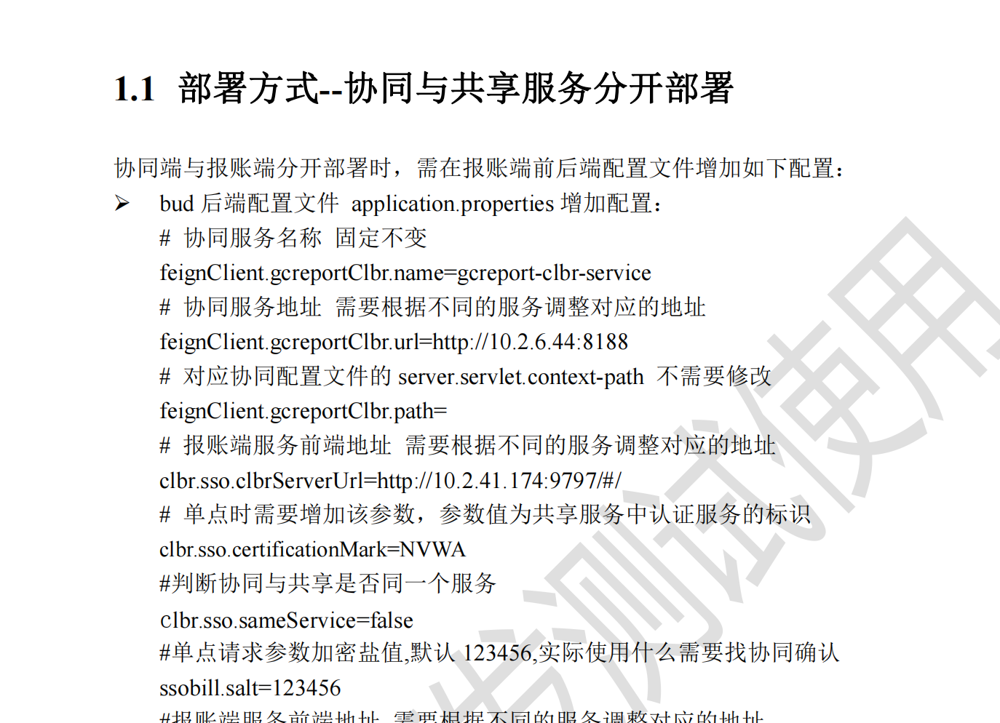 1.1 部署方式--协同与共享服务分开部署
协同端与报账端分开部署时，需在报账端前后端配置文件增加如下配置：
➢ bud 后端配置文件 application.properties 增加配置：
# 协同服务名称 固定不变
feignClient.gcreportClbr.name=gcreport-clbr-service
# 协同服务地址 需要根据不同的服务调整对应的地址
feignClient.gcreportClbr.url=http://10.2.6.44:8188
# 对应协同配置文件的 server.servlet.context-path 不需要修改
feignClient.gcreportClbr.path=
# 报账端服务前端地址 需要根据不同的服务调整对应的地址
clbr.sso.clbrServerUrl=http://10.2.41.174:9797/#/
# 单点时需要增加该参数，参数值为共享服务中认证服务的标识
clbr.sso.certificationMark=NVWA
#判断协同与共享是否同一个服务
clbr.sso.sameService=false
#单点请求参数加密盐值,默认 123456,实际使用什么需要找协同确认
ssobill.salt=123456
#报账端服务前端地址 需要根据不同的服务调整对应的地址
发测试使用